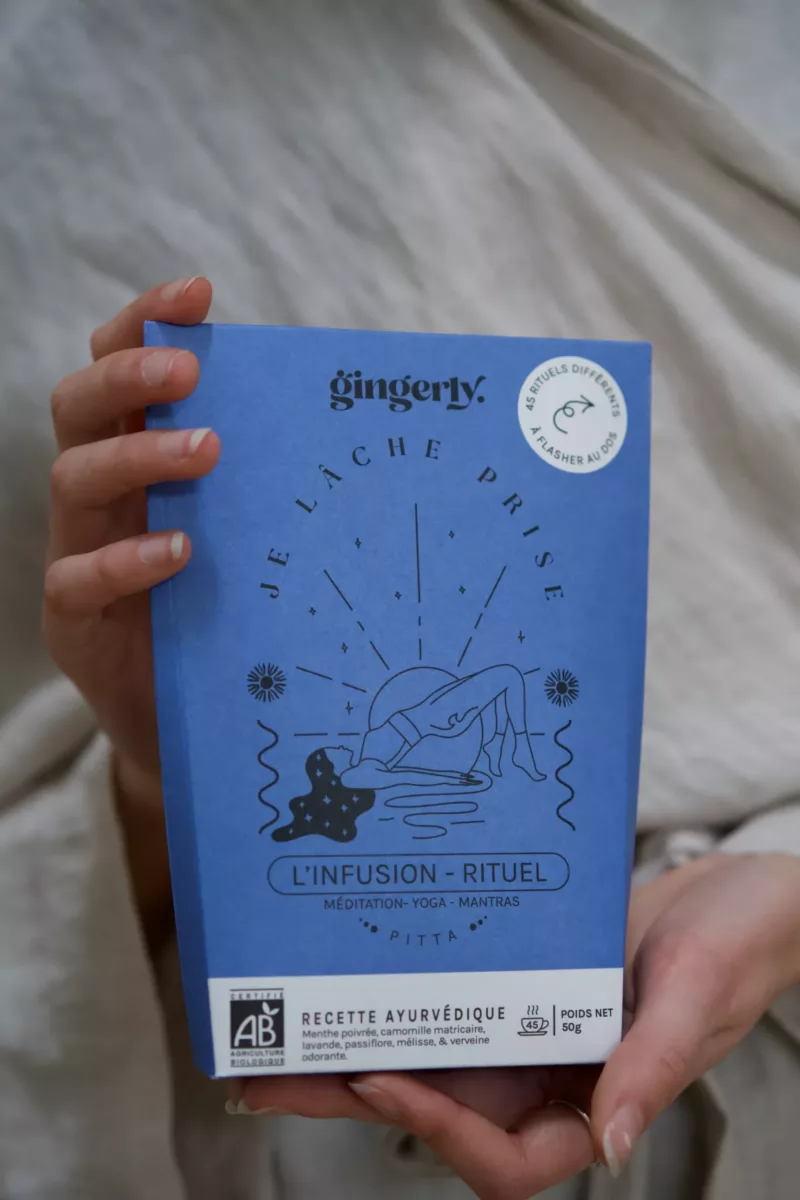 gingerly.
45 RITUELS DIFFÉRENTS
À FLASHER AU DOS
JE LÂCHE PRISE
L'INFUSION - RITUEL
MÉDITATION- YOGA - MANTRAS
PITTA
CERTIFIÉ
AB
AGRICULTURE
BIOLOGIQUE
RECETTE AYURVÉDIQUE
Menthe poivrée, camomille matricaire,
lavande, passiflore, mélisse, & verveine
odorante.
45
POIDS NET
50g